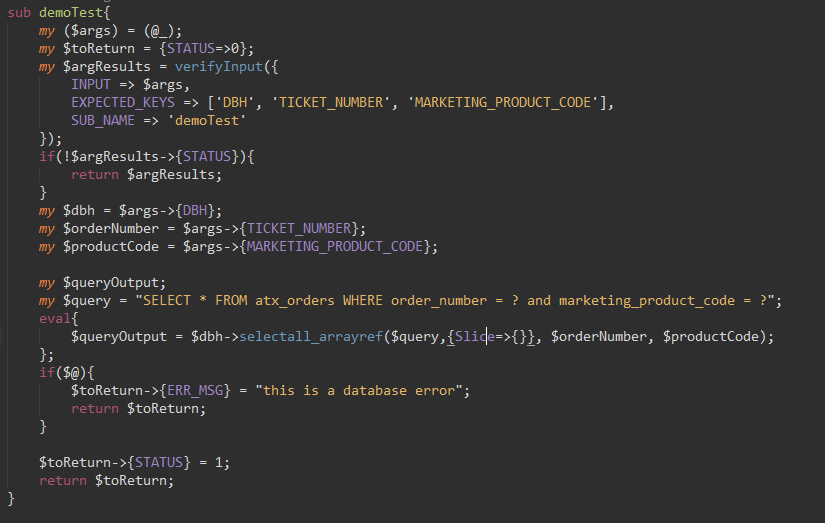 sub demoTest{
    my ($args) = (@_);
    my $toReturn = {STATUS=>0};
    my $argResults = verifyInput({
        INPUT => $args,
        EXPECTED_KEYS => ['DBH', 'TICKET_NUMBER', 'MARKETING_PRODUCT_CODE'],
        SUB_NAME => 'demoTest'
    });
    if(!$argResults->{STATUS}){
        return $argResults;
    }
    my $dbh = $args->{DBH};
    my $orderNumber = $args->{TICKET_NUMBER};
    my $productCode = $args->{MARKETING_PRODUCT_CODE};

    my $queryOutput;
    my $query = "SELECT * FROM atx_orders WHERE order_number = ? and marketing_product_code = ?";
    eval{
        $queryOutput = $dbh->selectall_arrayref($query,{Slice=>{}}, $orderNumber, $productCode);
    };
    if($@){
        $toReturn->{ERR_MSG} = "this is a database error";
        return $toReturn;
    }

    $toReturn->{STATUS} = 1;
    return $toReturn;
}